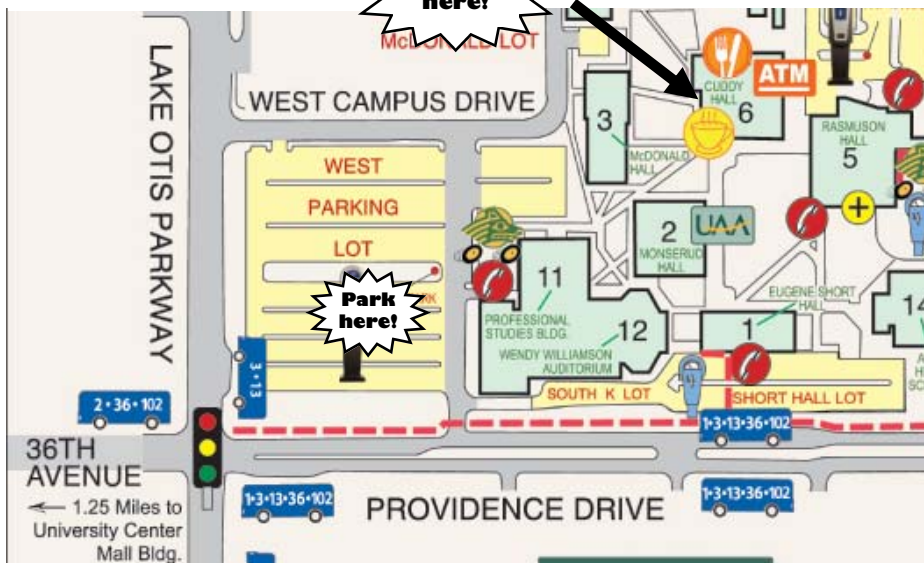 here!
McDONALD LOT
WEST CAMPUS DRIVE
LAKE OTIS PARKWAY
WEST
PARKING
LOT
Park
here!
3
McDONALD
HALL
CUDDY
HALL
6
ATM
RASMUSON
HALL
5
2
MONSERUD
HALL
UAA
11
PROFESSIONAL
STUDIES BLDG.
12
WENDY WILLIAMSON
AUDITORIUM
EUGENE SHORT
HALL
1
14
SOUTH K LOT
SHORT HALL LOT
3•13
2•36•102
1•3•13•36•102
36TH
AVENUE
← 1.25 Miles to
University Center
Mall Bldg.
1•3•13•36•102
PROVIDENCE DRIVE
1•3•13•36•102